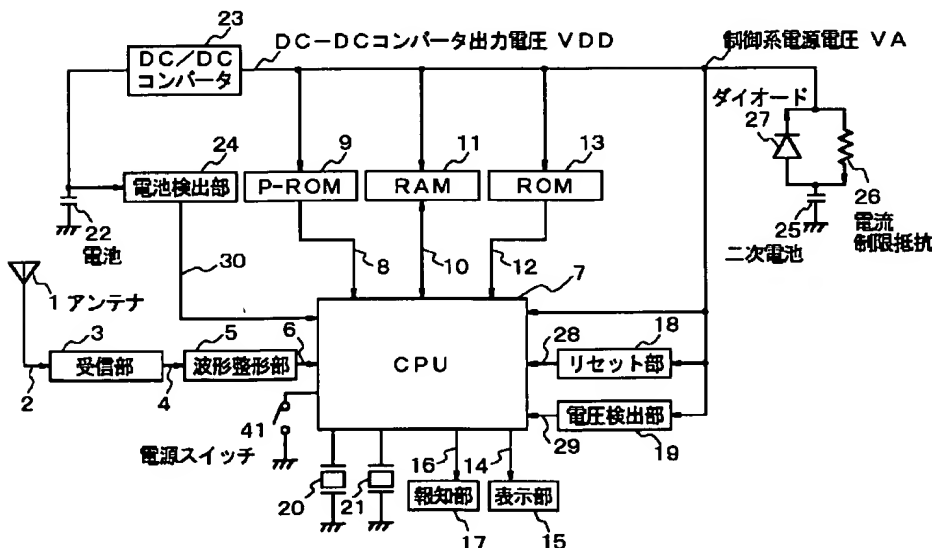 23
DC/DC
コンバータ
DC－DCコンバータ出力電圧 VDD
制御系電源電圧 VA
ダイオード
27
26
電流
制限抵抗
25
二次電池
24
電池検出部
9
P-ROM
11
RAM
13
ROM
22
電池
30
8
10
12
7
1 アンテナ
3
受信部
2
4
5
波形整形部
6
CPU
28
18
リセット部
29
電圧検出部
19
41
電源スイッチ
20
21
16
14
報知部
17
表示部
15